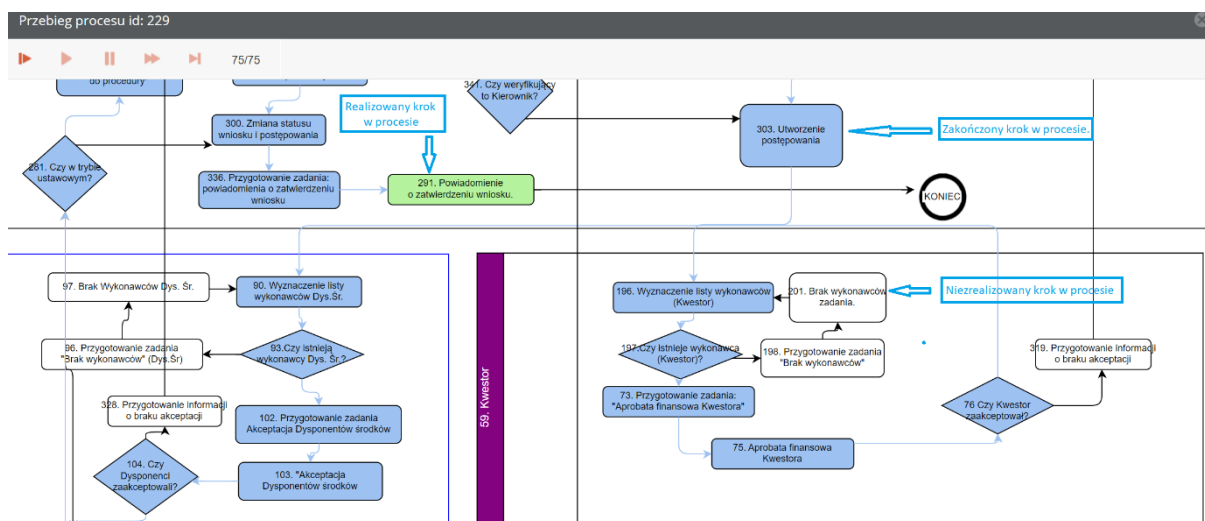 Przebieg procesu id: 229
75/75
do procedury
341. Czy weryfikujący
to Kierownik?
Realizowany krok
w procesie
300. Zmiana statusu
wniosku i postępowania
303. Utworzenie
postępowania
Zakończony krok w procesie.
281. Czy w trybie
ustawowym?
336. Przygotowanie zadania:
powiadomienia o zatwierdzeniu
wniosku
291. Powiadomienie
o zatwierdzeniu wniosku.
KONIEC
97. Brak Wykonawców Dys. Śr.
90. Wyznaczenie listy
wykonawców Dys.Śr.
96. Przygotowanie zadania
"Brak wykonawców" (Dys.Śr)
93.Czy istnieją
wykonawcy Dys. Śr.?
328. Przygotowanie informacji
o braku akceptacji
102. Przygotowanie zadania
Akceptacja Dysponentów środków
104. Czy
Dysponenci
zaakceptowali?
103. "Akceptacja
Dysponentów środków
59. Kwestor
196. Wyznaczenie listy wykonawców
(Kwestor)
201. Brak wykonawców
zadania.
Niezrealizowany krok w procesie
197.Czy istnieje wykonawca
(Kwestor)?
198. Przygotowanie zadania
"Brak wykonawców"
319. Przygotowanie informacji
o braku akceptacji
73. Przygotowanie zadania:
"Aprobata finansowa Kwestora"
76 Czy Kwestor
zaakceptował?
75. Aprobata finansowa
Kwestora